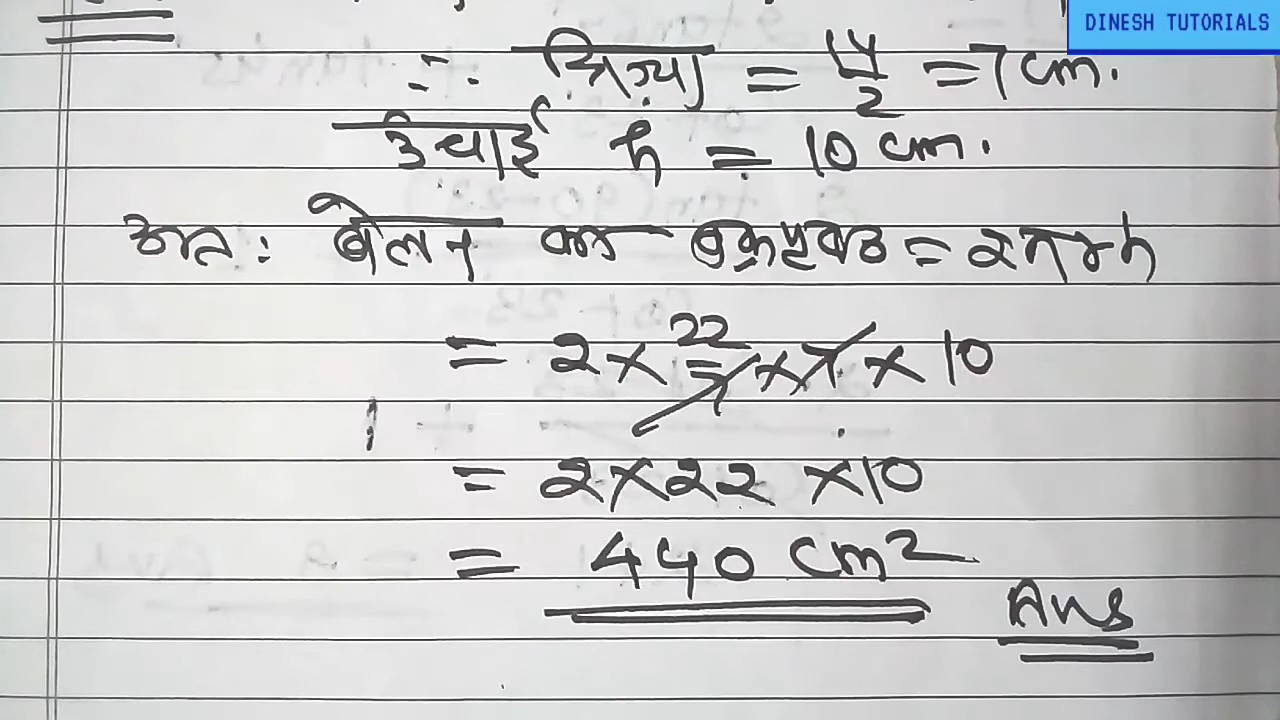 DINESH TUTORIALS
∴ त्रिज्या = 14/2 = 7 cm.
उंचाई h = 10 cm.
अत: बेलन का वक्रपृष्ठ = 2πrh
= 2 × 22/7 × 7 × 10
= 2 × 22 × 10
= 440 cm²
Ans